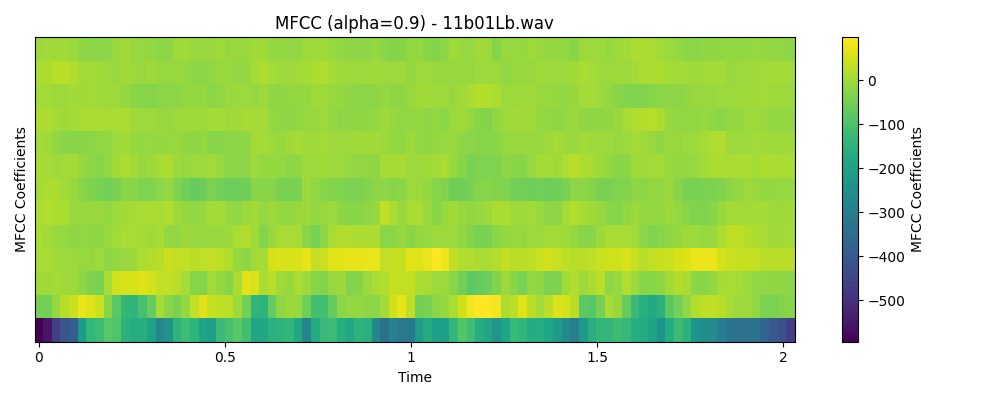 MFCC (alpha=0.9) - 11b01Lb.wav
MFCC Coefficients
0
0.5
1
1.5
2
Time
0
−100
−200
−300
−400
−500
MFCC Coefficients